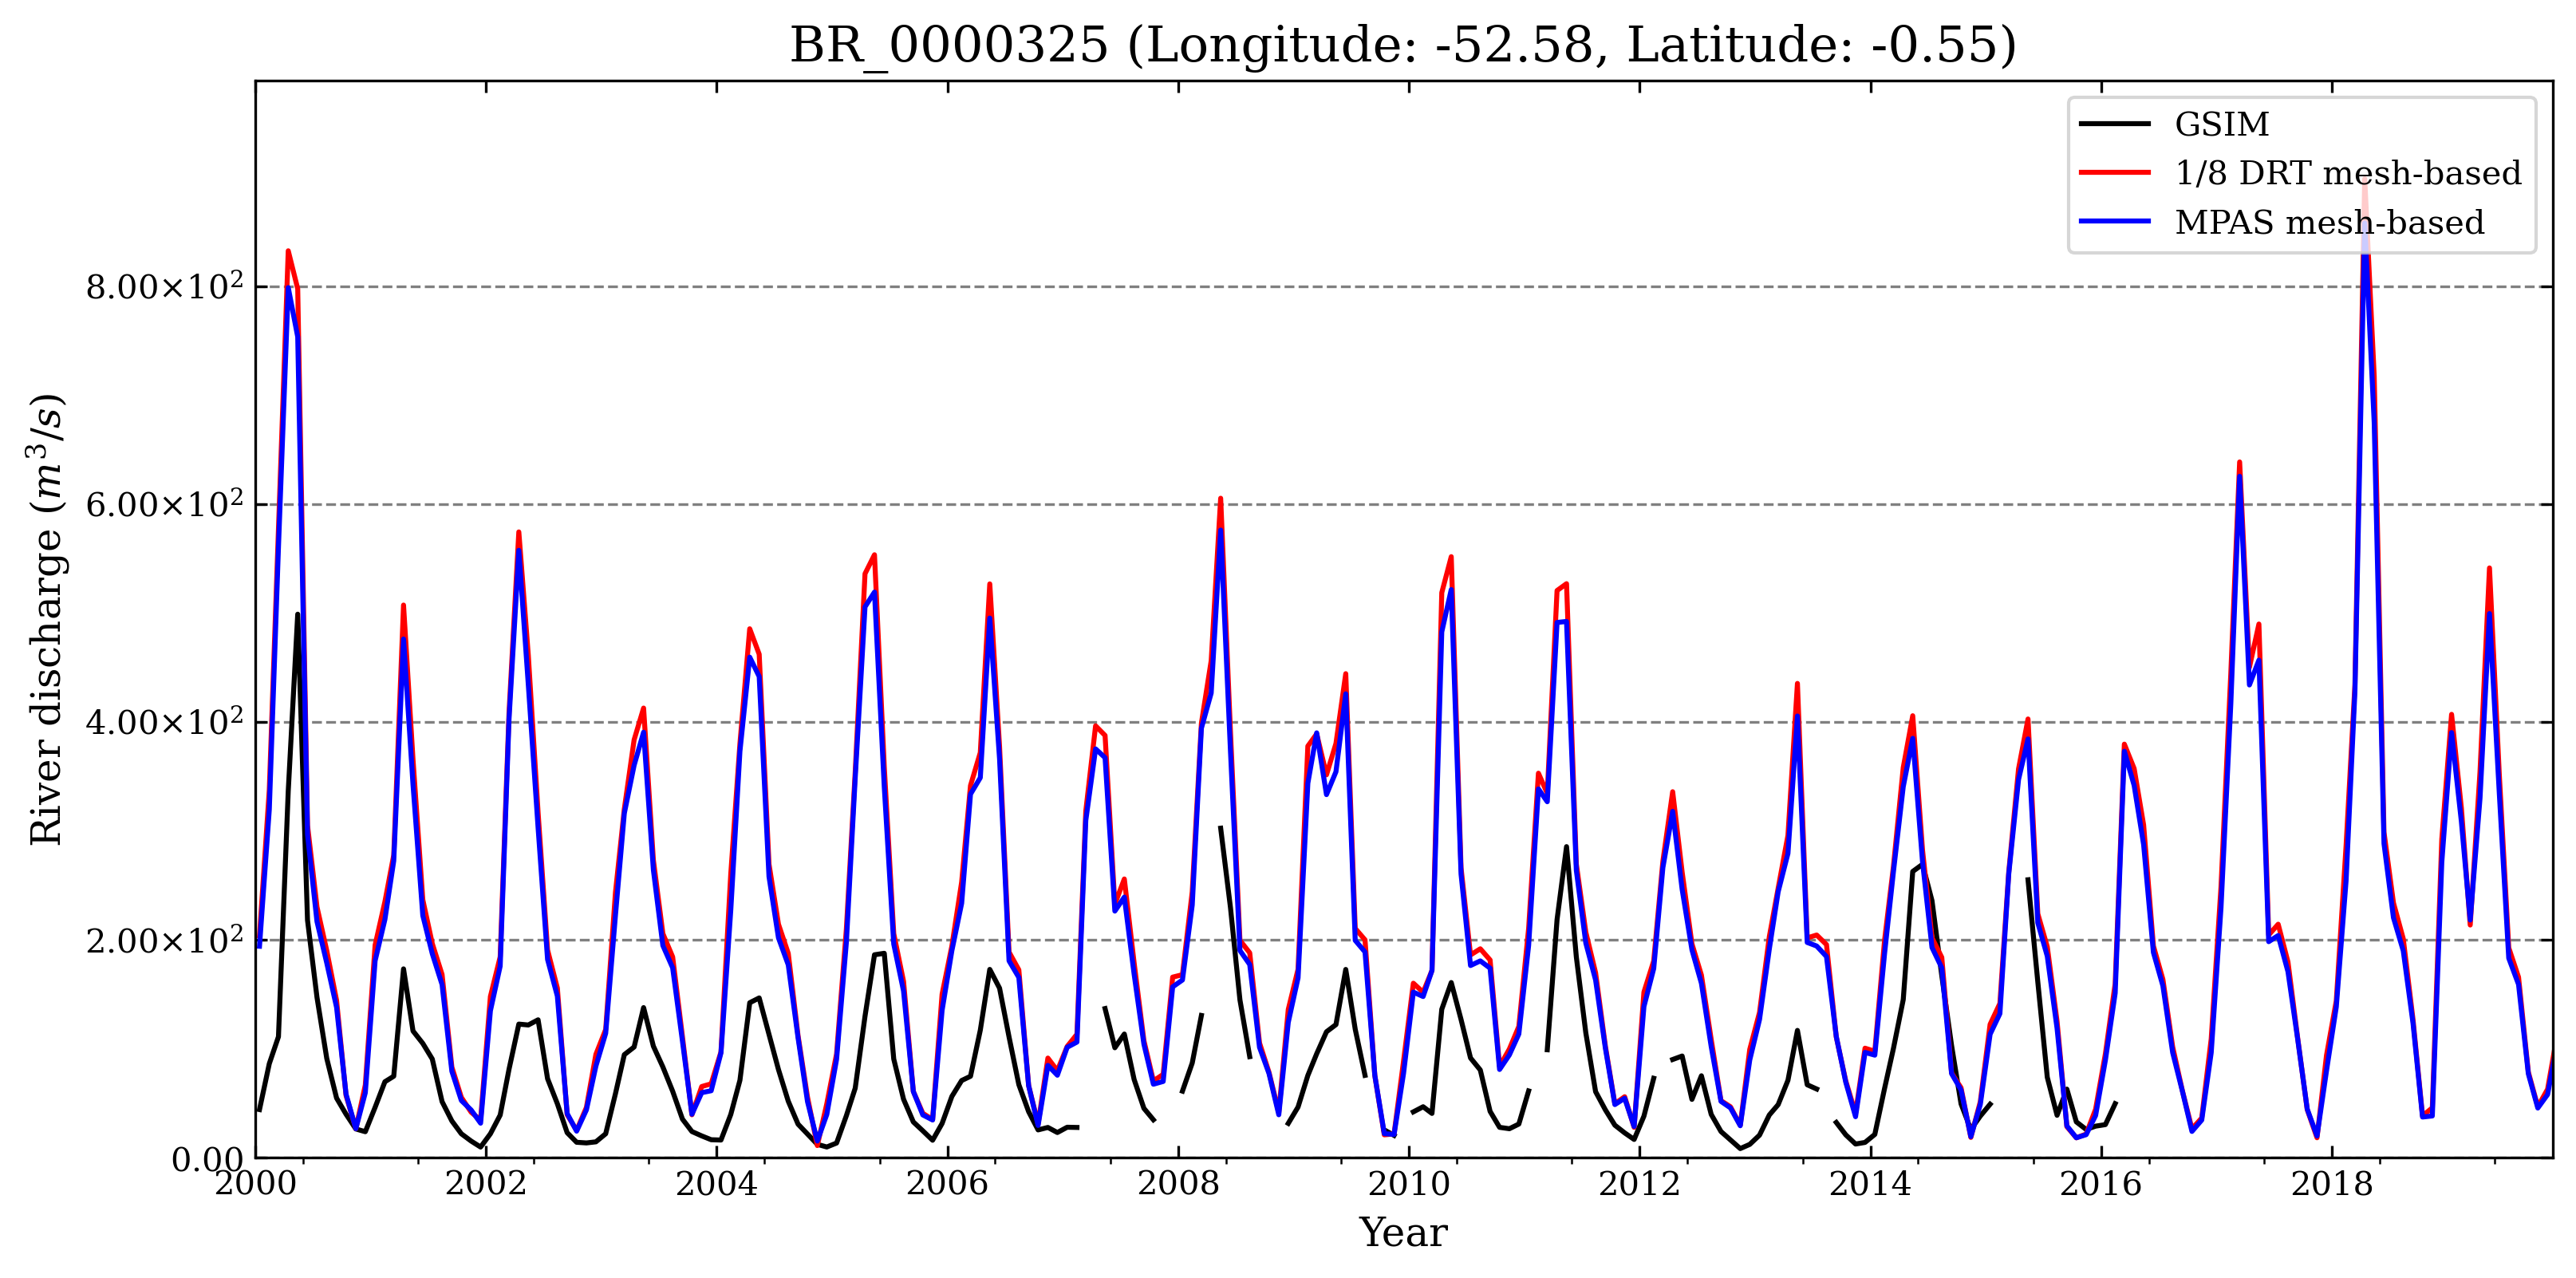 BR_0000325 (Longitude: -52.58, Latitude: -0.55)
GSIM
1/8 DRT mesh-based
MPAS mesh-based
River discharge (m³/s)
8.00×10²
6.00×10²
4.00×10²
2.00×10²
0.00
2000 2002 2004 2006 2008 2010 2012 2014 2016 2018
Year